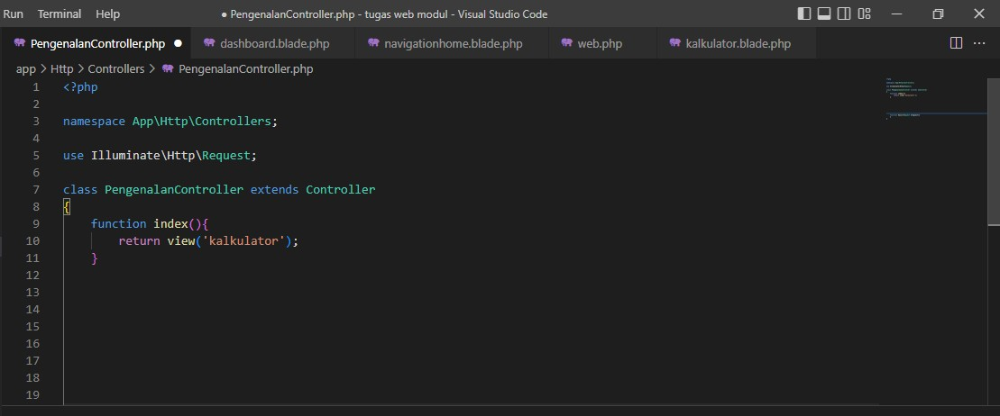 Run Terminal Help ● PengenalanController.php - tugas web modul - Visual Studio Code
PengenalanController.php ● dashboard.blade.php navigationhome.blade.php web.php kalkulator.blade.php
app > Http > Controllers > PengenalanController.php
1 <?php
2
3 namespace App\Http\Controllers;
4
5 use Illuminate\Http\Request;
6
7 class PengenalanController extends Controller
8 {
9     function index(){
10         return view('kalkulator');
11     }
12
13
14
15
16
17
18
19